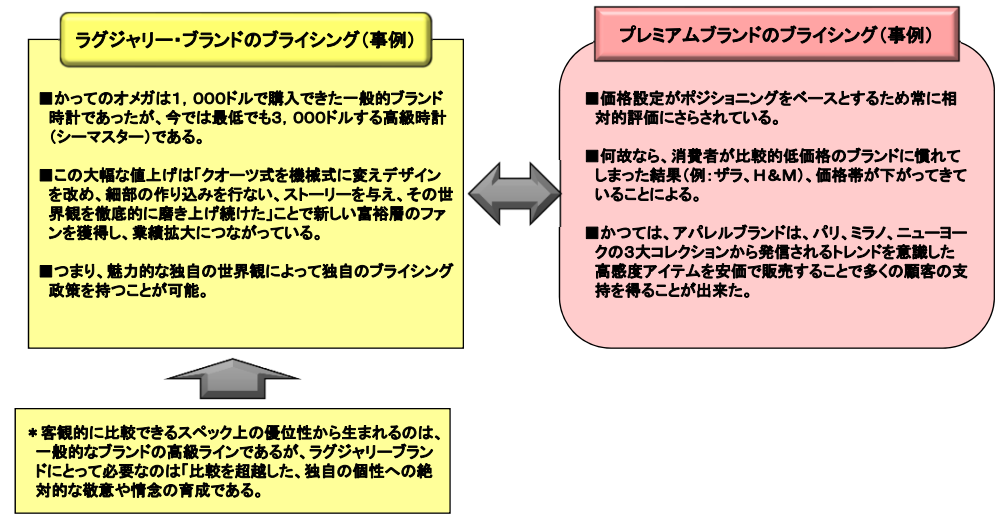 ラグジャリー・ブランドのブライシング（事例）
■かってのオメガは１，０００ドルで購入できた一般的ブランド
時計であったが、今では最低でも３，０００ドルする高級時計
（シーマスター）である。
■この大幅な値上げは「クオーツ式を機械式に変えデザイン
を改め、細部の作り込みを行ない、ストーリーを与え、その世
界観を徹底的に磨き上げ続けた」ことで新しい富裕層のファ
ンを獲得し、業績拡大につながっている。
■つまり、魅力的な独自の世界観によって独自のブライシング
政策を持つことが可能。
プレミアムブランドのブライシング（事例）
■価格設定がポジショニングをベースとするため常に相
対的評価にさらされている。
■何故なら、消費者が比較的低価格のブランドに慣れて
しまった結果（例：ザラ、Ｈ＆Ｍ）、価格帯が下がってきて
いることによる。
■かつては、アパレルブランドは、パリ、ミラノ、ニューヨー
クの３大コレクションから発信されるトレンドを意識した
高感度アイテムを安価で販売することで多くの顧客の支
持を得ることが出来た。
＊客観的に比較できるスペック上の優位性から生まれるのは、
一般的なブランドの高級ラインであるが、ラグジャリーブラン
ドにとって必要なのは「比較を超越した、独自の個性への絶
対的な敬意や情念の育成である。